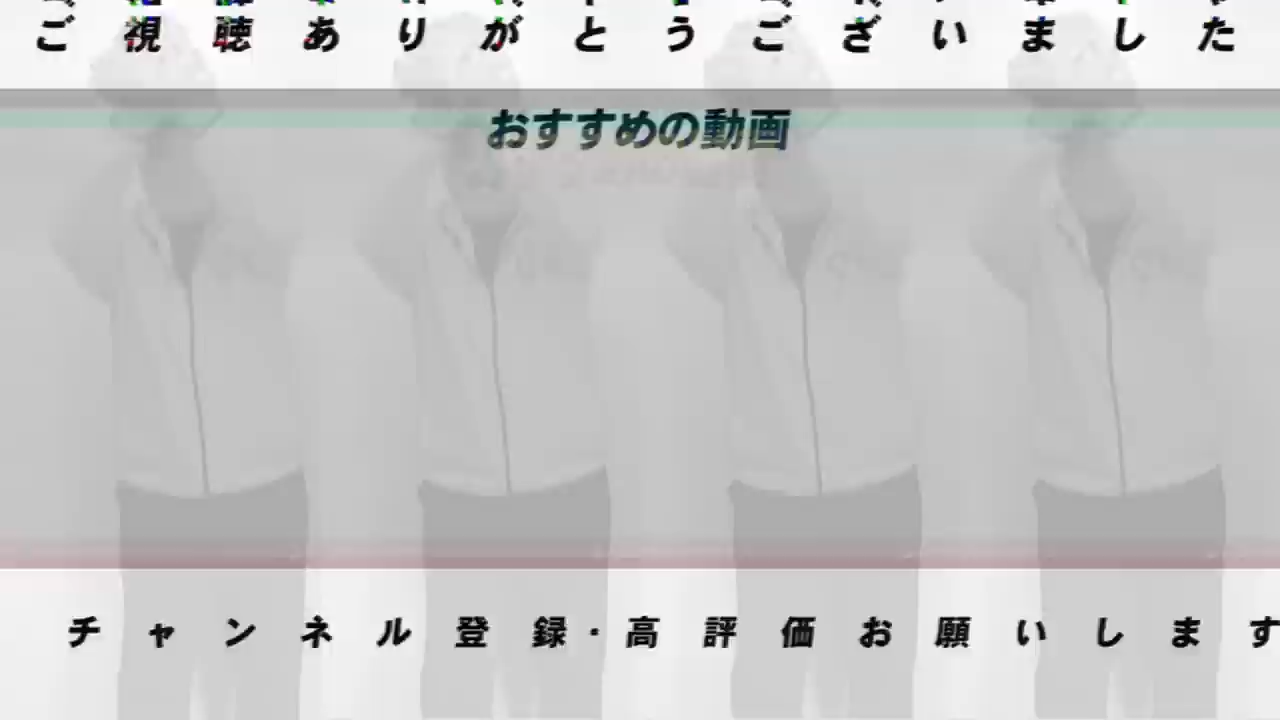 ご視聴ありがとうございました
おすすめの動画
チャンネル登録・高評価お願いします